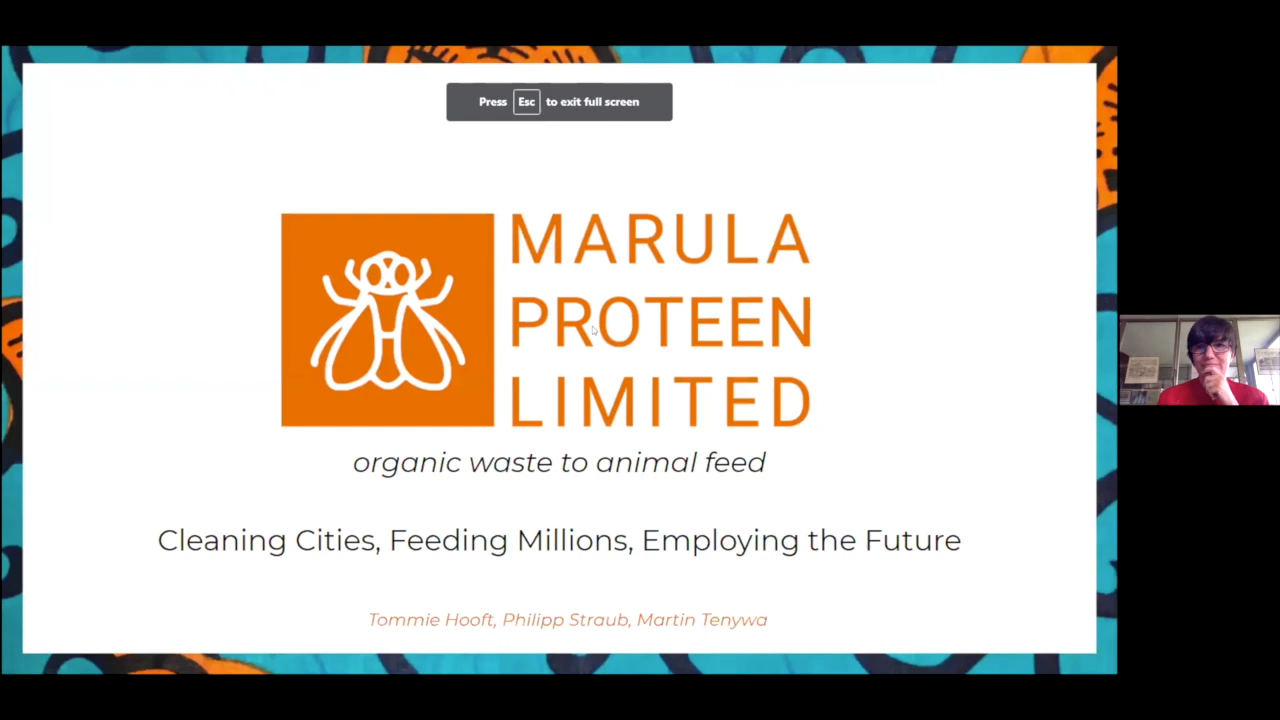 Press Esc to exit full screen
MARULA
PROTEEN
LIMITED
organic waste to animal feed
Cleaning Cities, Feeding Millions, Employing the Future
Tommie Hooft, Philipp Straub, Martin Tenywa